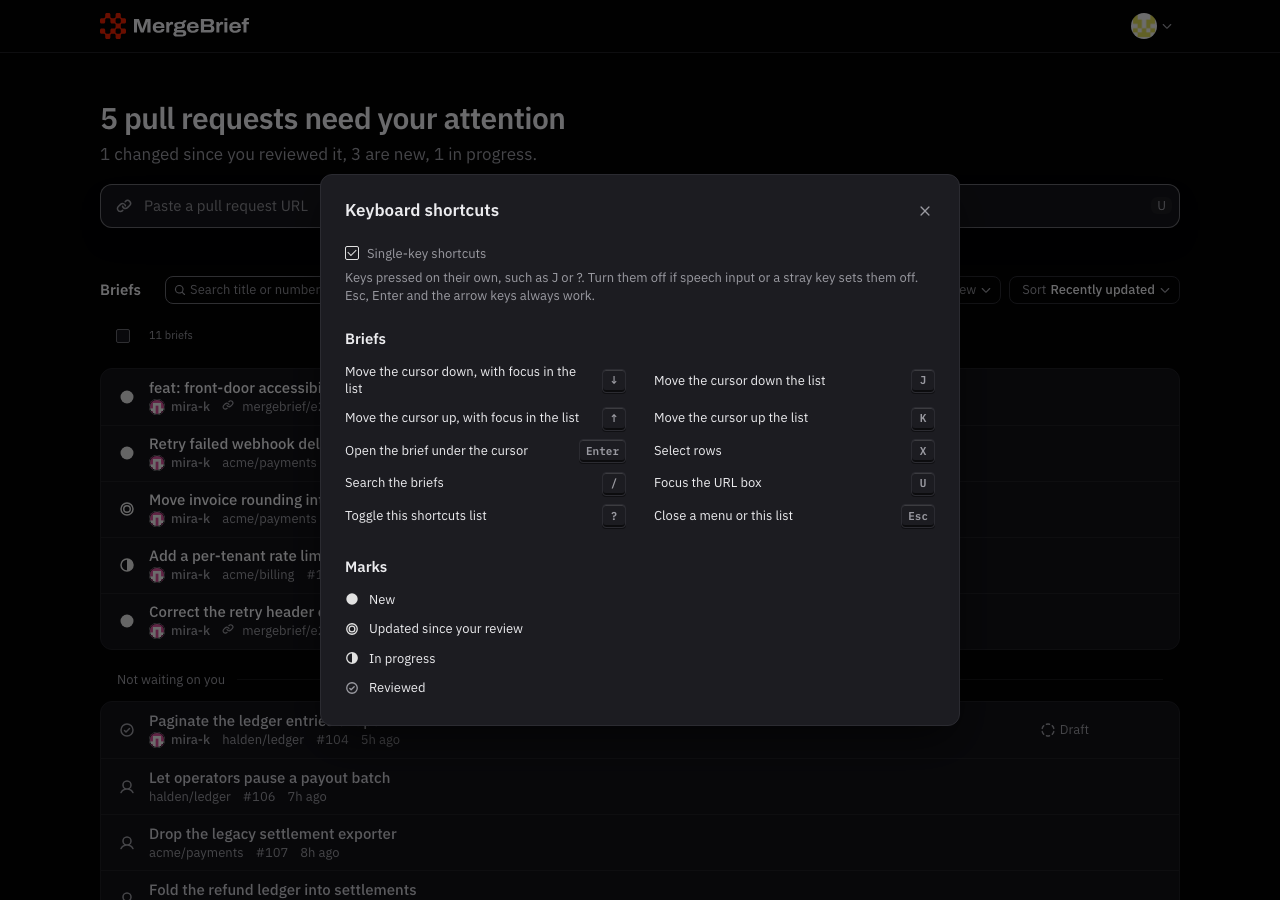 MergeBrief
5 pull requests need your attention
1 changed since you reviewed it, 3 are new, 1 in progress.
Paste a pull request URL
U
Keyboard shortcuts
Single-key shortcuts
Keys pressed on their own, such as J or ?. Turn them off if speech input or a stray key sets them off.
Esc, Enter and the arrow keys always work.
Briefs
Search title or number
Sort Recently updated
11 briefs
Briefs
Move the cursor down, with focus in the
list
↓
Move the cursor down the list
J
Move the cursor up, with focus in the list
↑
Move the cursor up the list
K
Open the brief under the cursor
Enter
Select rows
X
Search the briefs
/
Focus the URL box
U
Toggle this shortcuts list
?
Close a menu or this list
Esc
Marks
New
Updated since your review
In progress
Reviewed
feat: front-door
mira-k
Retry failed webhook
mira-k acme/payments
Move invoice rounding
mira-k acme/payments
Add a per-tenant rate
mira-k acme/billing
Correct the retry header
mira-k
Not waiting on you
Paginate the ledger
mira-k halden/ledger #104 5h ago
Draft
Let operators pause a payout batch
halden/ledger #106 7h ago
Drop the legacy settlement exporter
acme/payments #107 8h ago
Fold the refund ledger into settlements